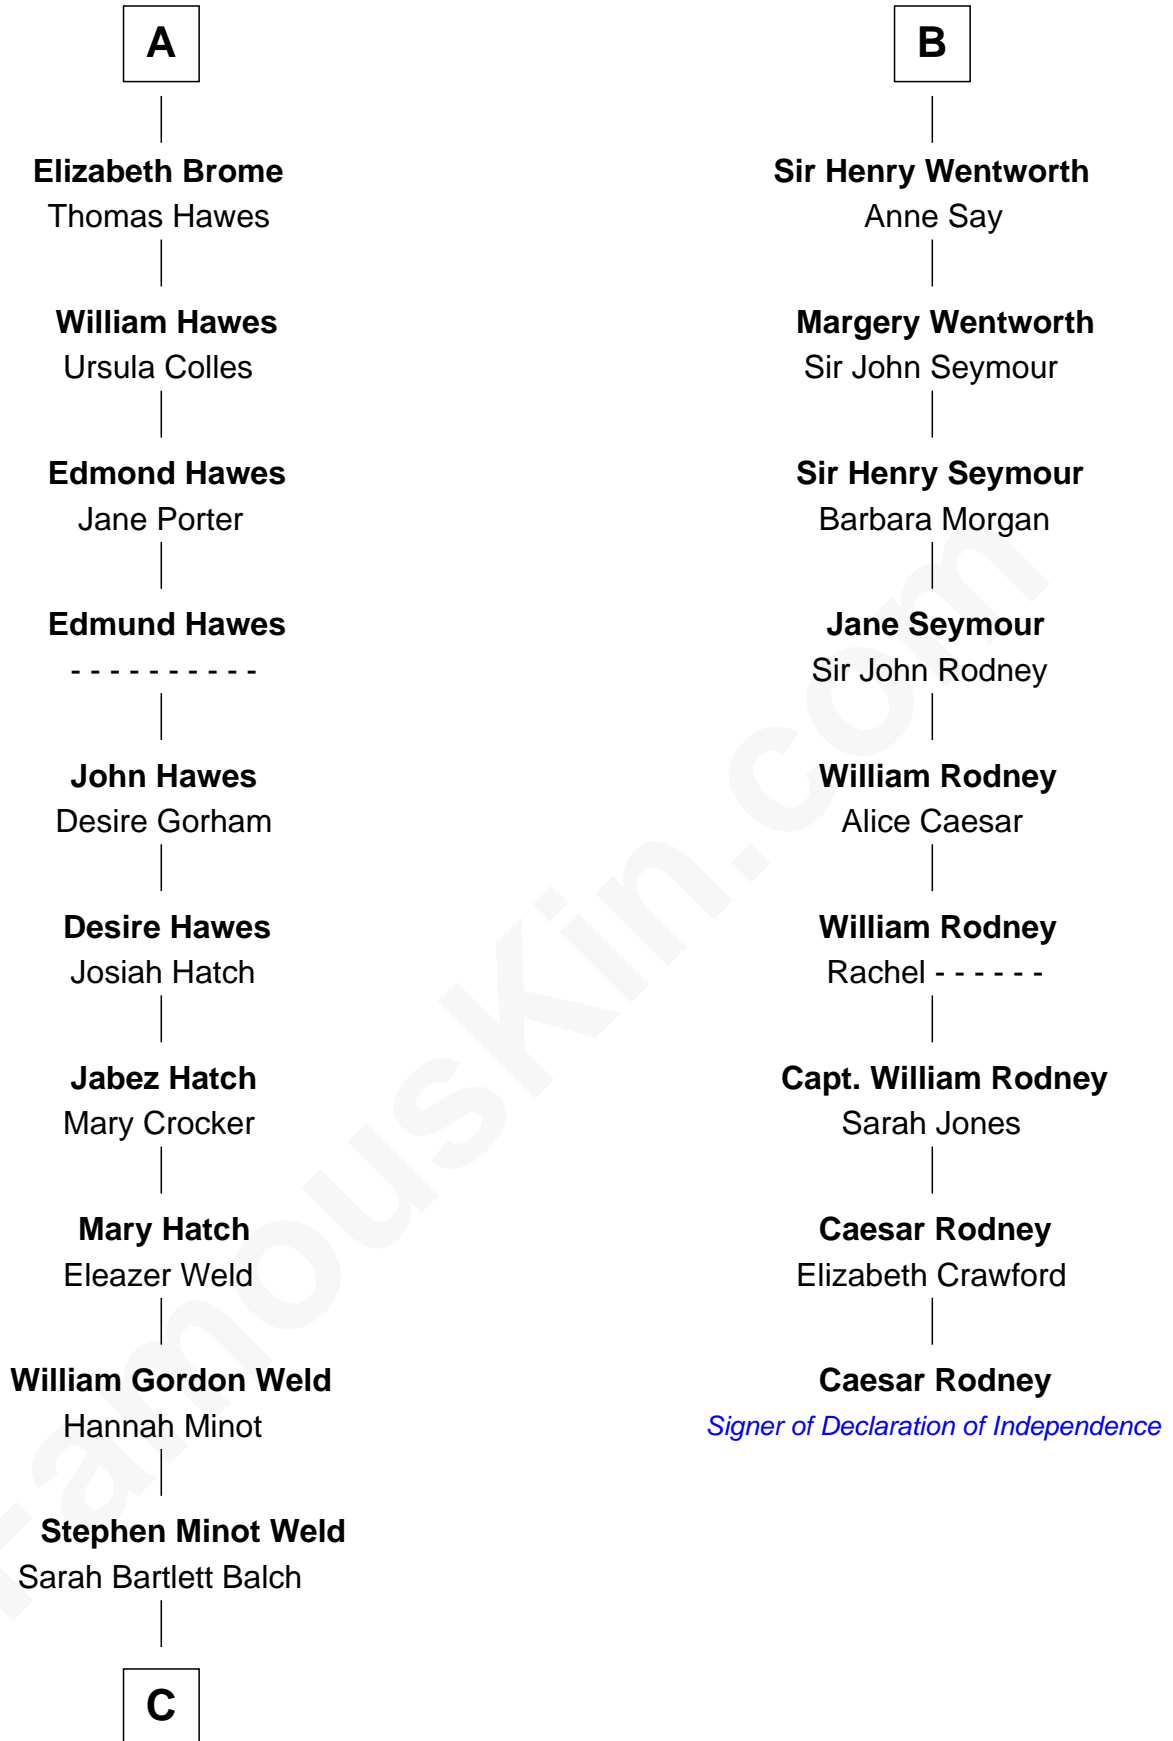 A
Elizabeth Brome
Thomas Hawes
William Hawes
Ursula Colles
Edmond Hawes
Jane Porter
Edmund Hawes
- - - - - - - - - -
John Hawes
Desire Gorham
Desire Hawes
Josiah Hatch
Jabez Hatch
Mary Crocker
Mary Hatch
Eleazer Weld
William Gordon Weld
Hannah Minot
Stephen Minot Weld
Sarah Bartlett Balch
C
B
Sir Henry Wentworth
Anne Say
Margery Wentworth
Sir John Seymour
Sir Henry Seymour
Barbara Morgan
Jane Seymour
Sir John Rodney
William Rodney
Alice Caesar
William Rodney
Rachel - - - - - -
Capt. William Rodney
Sarah Jones
Caesar Rodney
Elizabeth Crawford
Caesar Rodney
Signer of Declaration of Independence
FamousKin.com